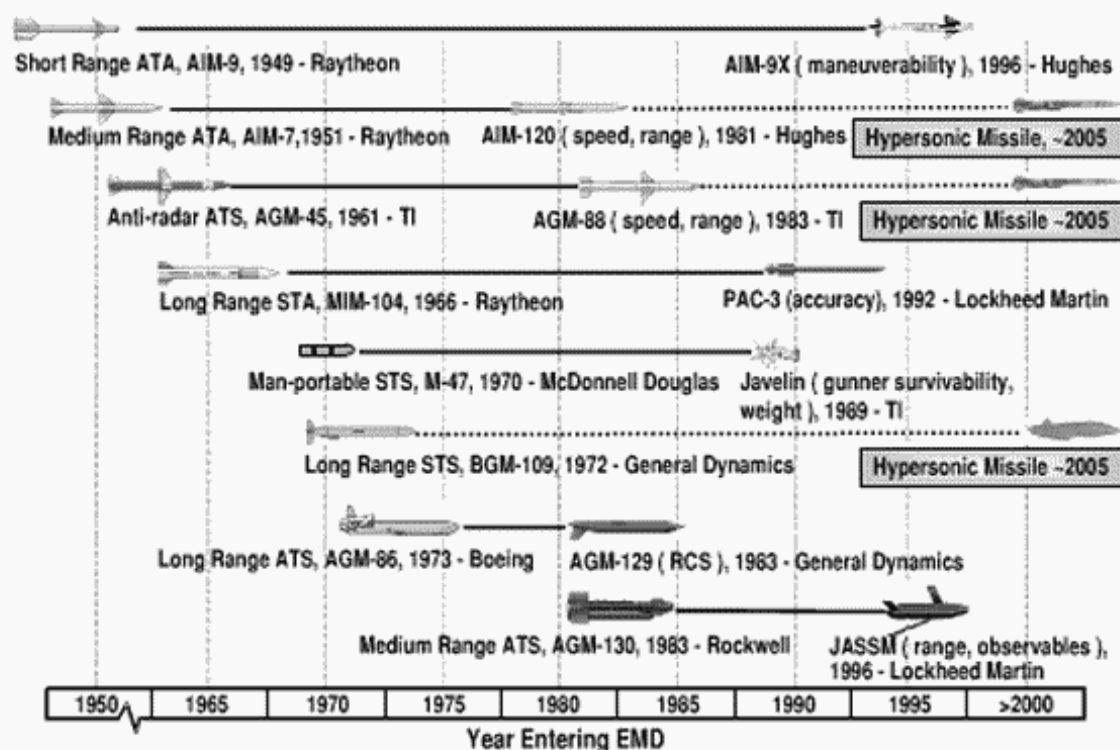 Short Range ATA, AIM-9, 1949 - Raytheon
AIM-9X ( maneuverability ), 1996 - Hughes
Medium Range ATA, AIM-7,1951 - Raytheon
AIM-120 ( speed, range ), 1981 - Hughes
Hypersonic Missile, ~2005
Anti-radar ATS, AGM-45, 1961 - TI
AGM-88 ( speed, range ), 1983 - TI
Hypersonic Missile ~2005
Long Range STA, MIM-104, 1966 - Raytheon
PAC-3 (accuracy), 1992 - Lockheed Martin
Man-portable STS, M-47, 1970 - McDonnell Douglas
Javelin ( gunner survivability,
weight ), 1989 - TI
Long Range STS, BGM-109, 1972 - General Dynamics
Hypersonic Missile ~2005
Long Range ATS, AGM-86, 1973 - Boeing
AGM-129 ( RCS ), 1983 - General Dynamics
Medium Range ATS, AGM-130, 1983 - Rockwell
JASSM ( range, observables ),
1996 - Lockheed Martin
1950 1965 1970 1975 1980 1985 1990 1995 >2000
Year Entering EMD